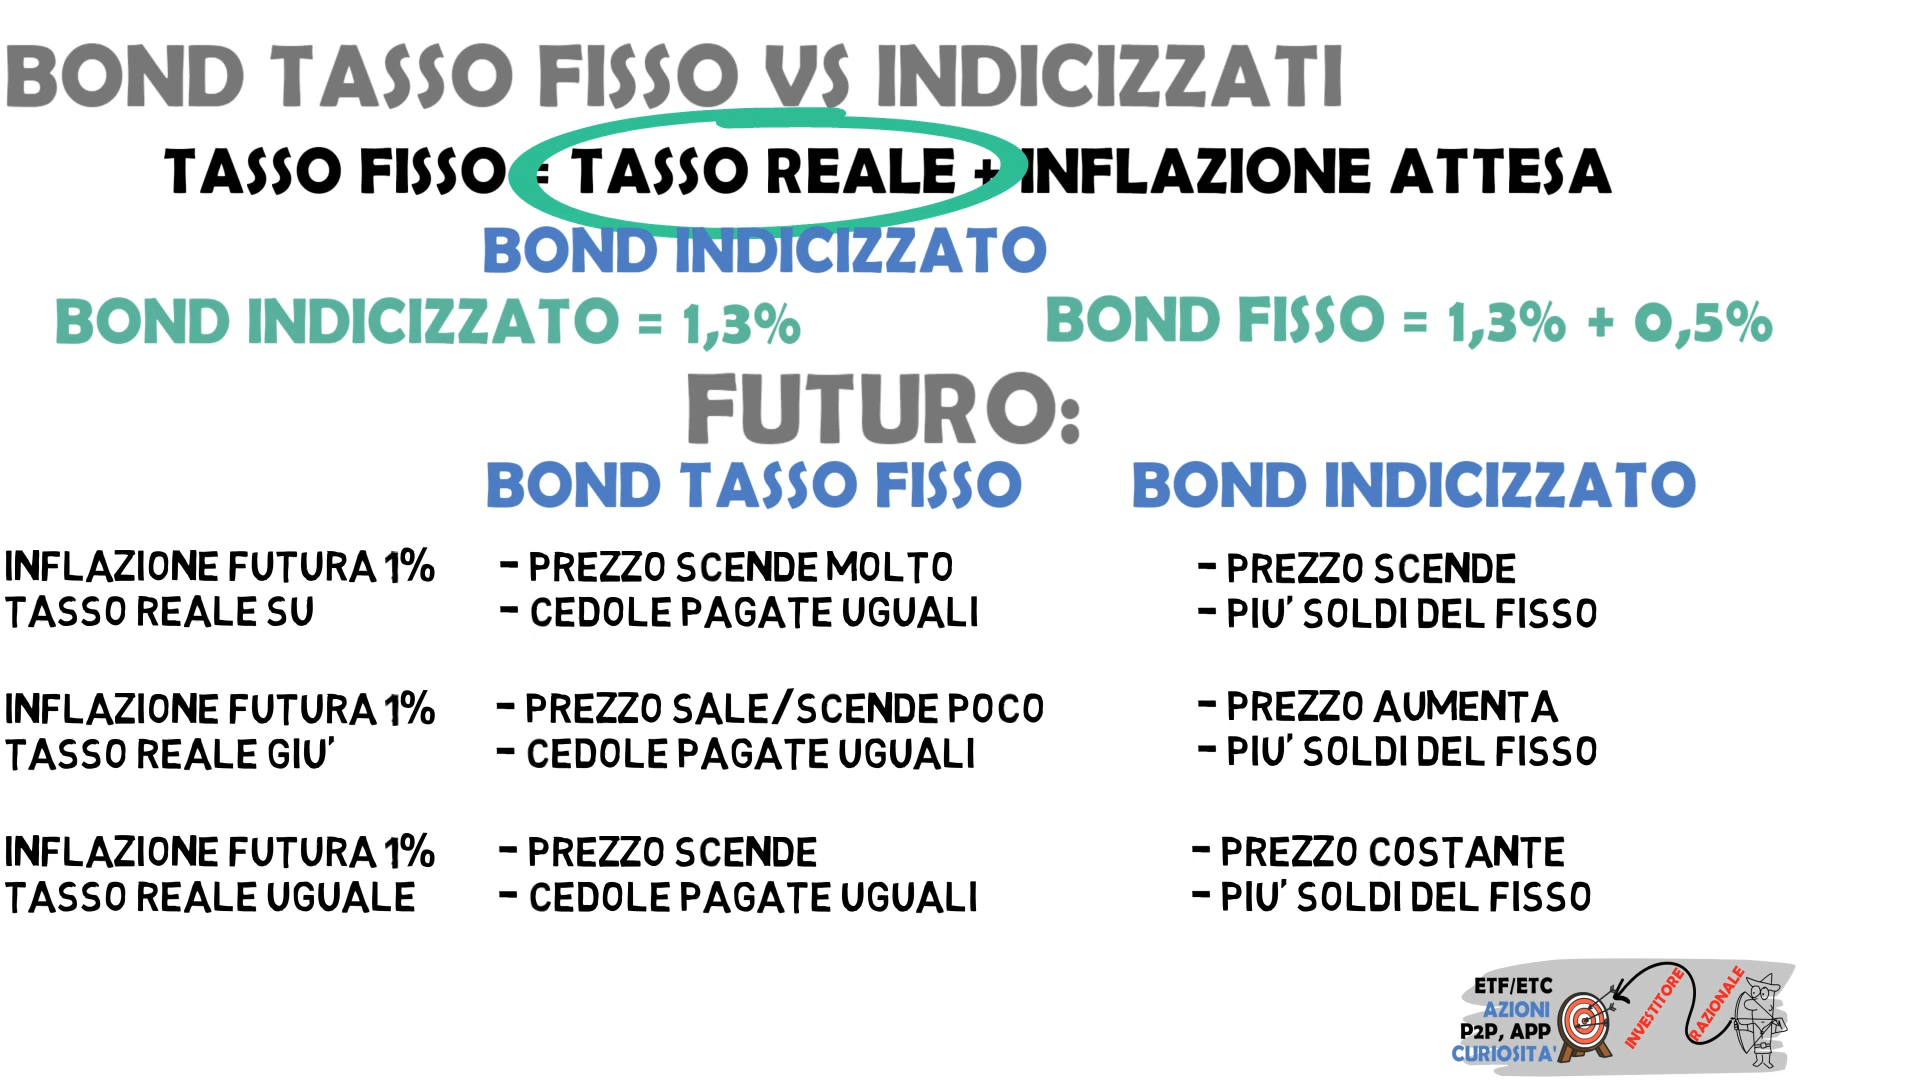 BOND TASSO FISSO VS INDICIZZATI
TASSO FISSO = TASSO REALE + INFLAZIONE ATTESA
BOND INDICIZZATO
BOND INDICIZZATO = 1,3% BOND FISSO = 1,3% + 0,5%
FUTURO:
BOND TASSO FISSO BOND INDICIZZATO
INFLAZIONE FUTURA 1% - PREZZO SCENDE MOLTO - PREZZO SCENDE
TASSO REALE SU - CEDOLE PAGATE UGUALI - PIU' SOLDI DEL FISSO
INFLAZIONE FUTURA 1% - PREZZO SALE/SCENDE POCO - PREZZO AUMENTA
TASSO REALE GIU' - CEDOLE PAGATE UGUALI - PIU' SOLDI DEL FISSO
INFLAZIONE FUTURA 1% - PREZZO SCENDE - PREZZO COSTANTE
TASSO REALE UGUALE - CEDOLE PAGATE UGUALI - PIU' SOLDI DEL FISSO
ETF/ETC
AZIONI
P2P, APP
CURIOSITA'
INVESTITORE
RAZIONALE